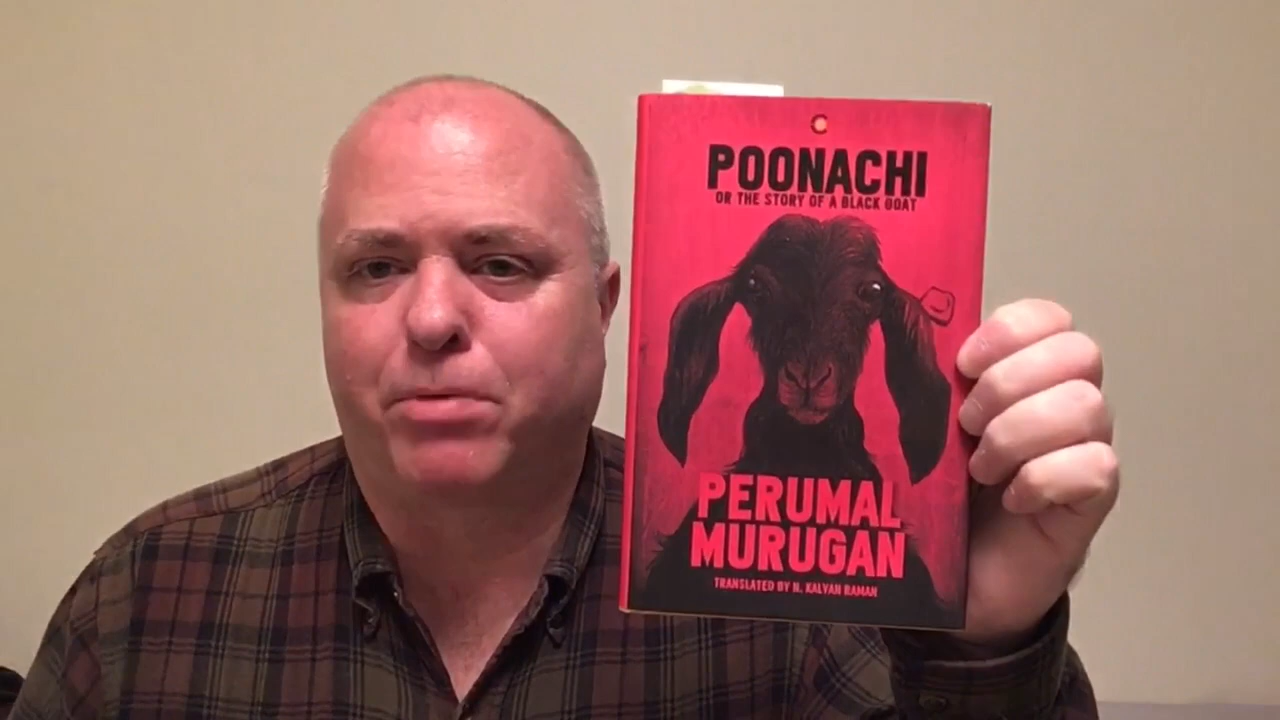 POONACHI
OR THE STORY OF A BLACK GOAT
PERUMAL
MURUGAN
TRANSLATED BY N. KALYAN RAMAN